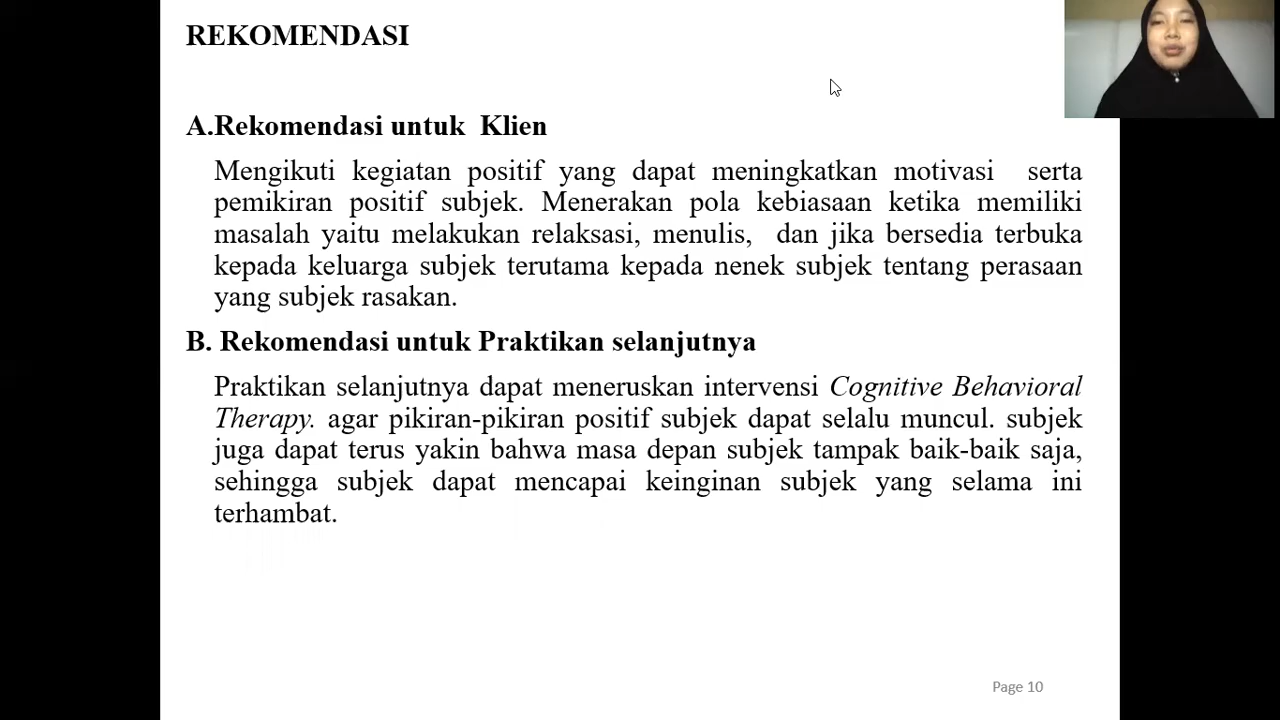 REKOMENDASI
A.Rekomendasi untuk Klien
Mengikuti kegiatan positif yang dapat meningkatkan motivasi serta
pemikiran positif subjek. Menerakan pola kebiasaan ketika memiliki
masalah yaitu melakukan relaksasi, menulis, dan jika bersedia terbuka
kepada keluarga subjek terutama kepada nenek subjek tentang perasaan
yang subjek rasakan.
B. Rekomendasi untuk Praktikan selanjutnya
Praktikan selanjutnya dapat meneruskan intervensi Cognitive Behavioral
Therapy. agar pikiran-pikiran positif subjek dapat selalu muncul. subjek
juga dapat terus yakin bahwa masa depan subjek tampak baik-baik saja,
sehingga subjek dapat mencapai keinginan subjek yang selama ini
terhambat.
Page 10